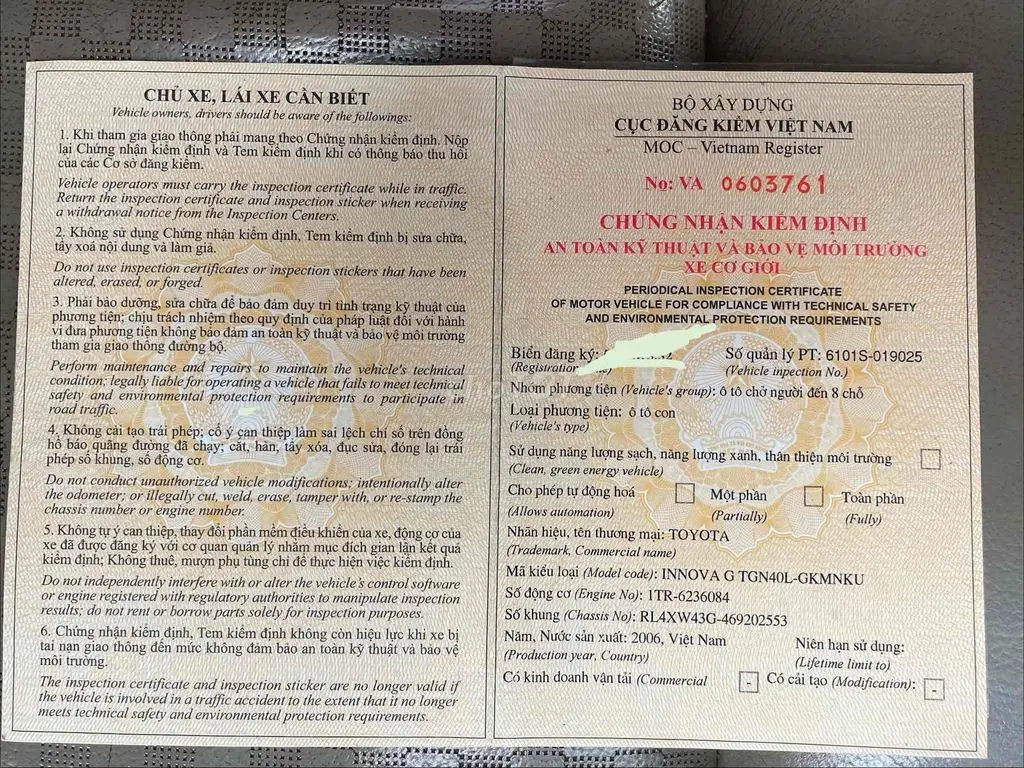 CHỦ XE, LÁI XE CẦN BIẾT
Vehicle owners, drivers should be aware of the followings:
1. Khi tham gia giao thông phải mang theo Chứng nhận kiểm định. Nộp
lại Chứng nhận kiểm định và Tem kiểm định khi có thông báo thu hồi
của các Cơ sở đăng kiểm.
Vehicle operators must carry the inspection certificate while in traffic.
Return the inspection certificate and inspection sticker when receiving
a withdrawal notice from the Inspection Centers.
2. Không sử dụng Chứng nhận kiểm định, Tem kiểm định bị sửa chữa,
tẩy xoá nội dung và làm giả.
Do not use inspection certificates or inspection stickers that have been
altered, erased, or forged.
3. Phải bảo dưỡng, sửa chữa để bảo đảm duy trì tình trạng kỹ thuật của
phương tiện; chịu trách nhiệm theo quy định của pháp luật đối với hành
vi đưa phương tiện không bảo đảm an toàn kỹ thuật và bảo vệ môi trường
tham gia giao thông đường bộ.
Perform maintenance and repairs to maintain the vehicle's technical
condition; legally liable for operating a vehicle that fails to meet technical
safety and environmental protection requirements to participate in
road traffic.
4. Không cải tạo trái phép; cố ý can thiệp làm sai lệch chỉ số trên đồng
hồ báo quãng đường đã chạy; cắt, hàn, tẩy xóa, đục sửa, đóng lại trái
phép số khung, số động cơ.
Do not conduct unauthorized vehicle modifications; intentionally alter
the odometer; or illegally cut, weld, erase, tamper with, or re-stamp the
chassis number or engine number.
5. Không tự ý can thiệp, thay đổi phần mềm điều khiển của xe, động cơ của
xe đã được đăng ký với cơ quan quản lý nhằm mục đích gian lận kết quả
kiểm định; Không thuê, mượn phụ tùng chỉ để thực hiện việc kiểm định.
Do not independently interfere with or alter the vehicle's control software
or engine registered with regulatory authorities to manipulate inspection
results; do not rent or borrow parts solely for inspection purposes.
6. Chứng nhận kiểm định, Tem kiểm định không còn hiệu lực khi xe bị
tai nạn giao thông đến mức không đảm bảo an toàn kỹ thuật và bảo vệ
môi trường.
The inspection certificate and inspection sticker are no longer valid if
the vehicle is involved in a traffic accident to the extent that it no longer
meets technical safety and environmental protection requirements.
BỘ XÂY DỰNG
CỤC ĐĂNG KIỂM VIỆT NAM
MOC – Vietnam Register
No: VA 0603761
CHỨNG NHẬN KIỂM ĐỊNH
AN TOÀN KỸ THUẬT VÀ BẢO VỆ MÔI TRƯỜNG
XE CƠ GIỚI
PERIODICAL INSPECTION CERTIFICATE
OF MOTOR VEHICLE FOR COMPLIANCE WITH TECHNICAL SAFETY
AND ENVIRONMENTAL PROTECTION REQUIREMENTS
Biển đăng ký: Số quản lý PT: 6101S-019025
(Registration (Vehicle inpection No.)
Nhóm phương tiện (Vehicle's group): ô tô chở người đến 8 chỗ
Loại phương tiện: ô tô con
(Vehicle's type)
Sử dụng năng lượng sạch, năng lượng xanh, thân thiện môi trường
(Clean, green energy vehicle)
Cho phép tự động hoá Một phần Toàn phần
(Allows automation) (Partially) (Fully)
Nhãn hiệu, tên thương mại: TOYOTA
(Trademark, Commercial name)
Mã kiểu loại (Model code): INNOVA G TGN40L-GKMNKU
Số động cơ (Engine No): 1TR-6236084
Số khung (Chassis No): RL4XW43G-469202553
Năm, Nước sản xuất: 2006, Việt Nam Niên hạn sử dụng:
(Production year, Country) (Lifetime limit to)
Có kinh doanh vận tải (Commercial - Có cải tạo (Modification): -